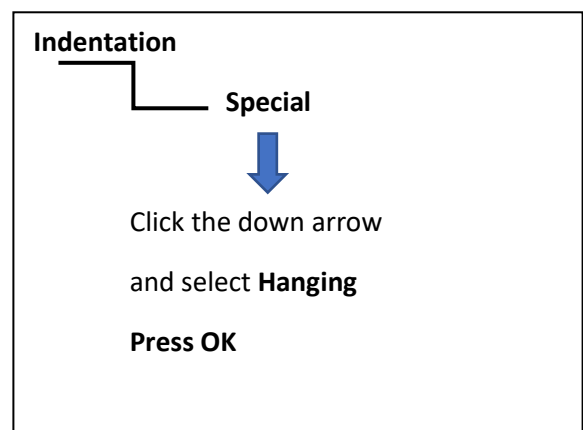 Indentation
Special
Click the down arrow
and select Hanging
Press OK